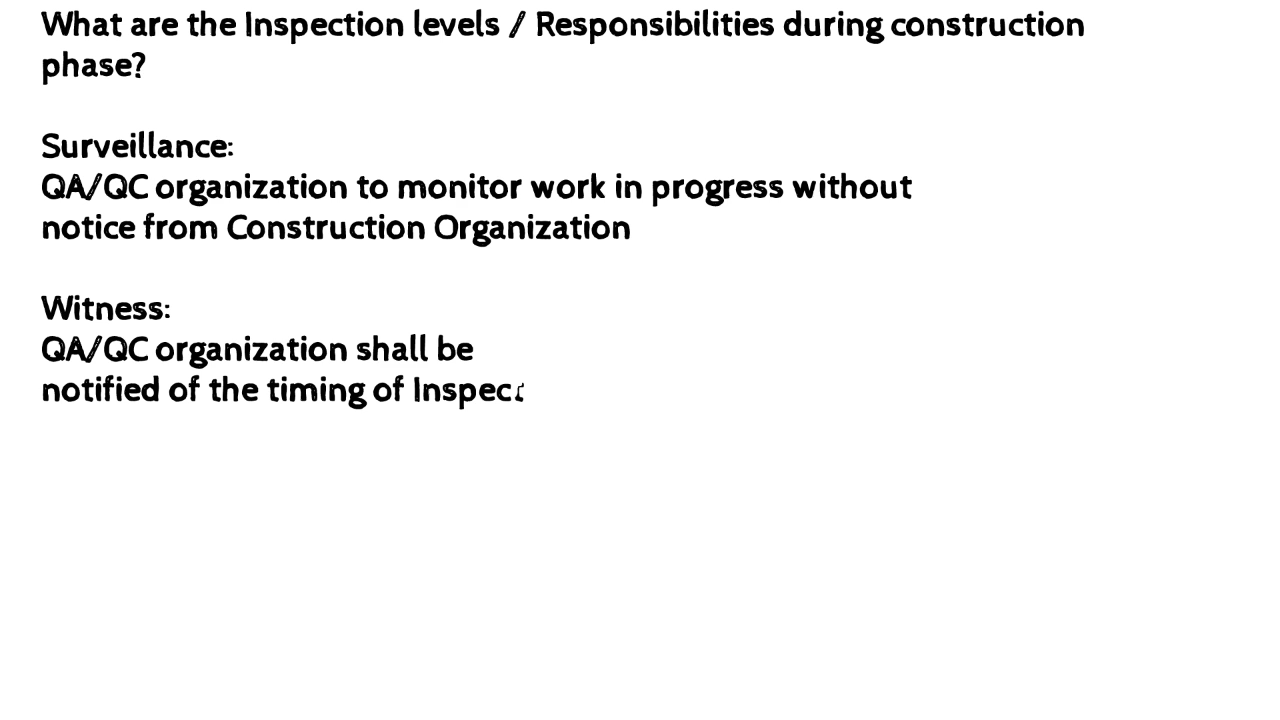 What are the Inspection levels / Responsibilities during construction
phase?
Surveillance:
QA/QC organization to monitor work in progress without
notice from Construction Organization
Witness:
QA/QC organization shall be
notified of the timing of Inspec